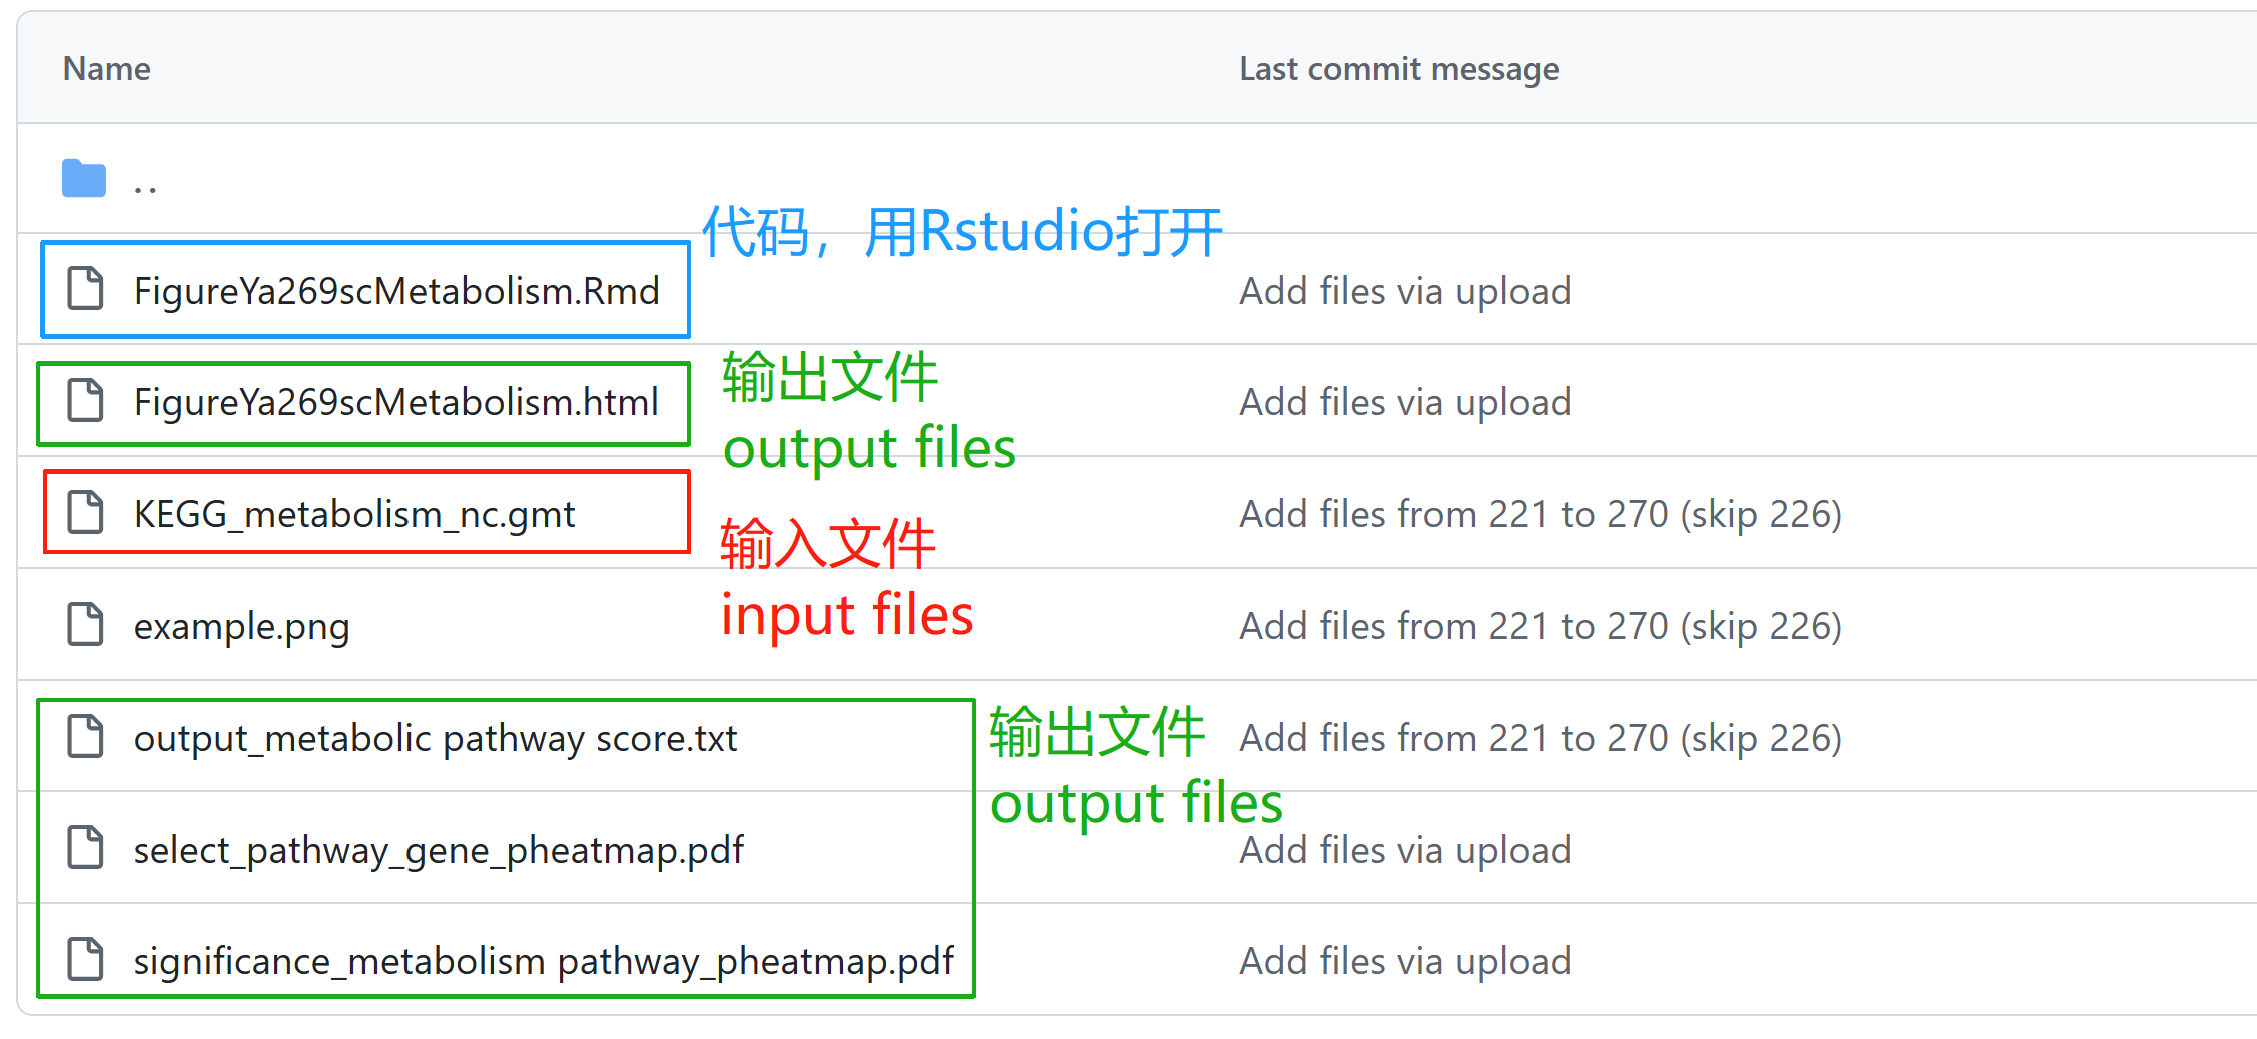 Name Last commit message
..
代码，用Rstudio打开
FigureYa269scMetabolism.Rmd Add files via upload
输出文件
FigureYa269scMetabolism.html Add files via upload
output files
KEGG_metabolism_nc.gmt Add files from 221 to 270 (skip 226)
输入文件
input files
example.png Add files from 221 to 270 (skip 226)
输出文件
output_metabolic pathway score.txt Add files from 221 to 270 (skip 226)
output files
select_pathway_gene_pheatmap.pdf Add files via upload
significance_metabolism pathway_pheatmap.pdf Add files via upload